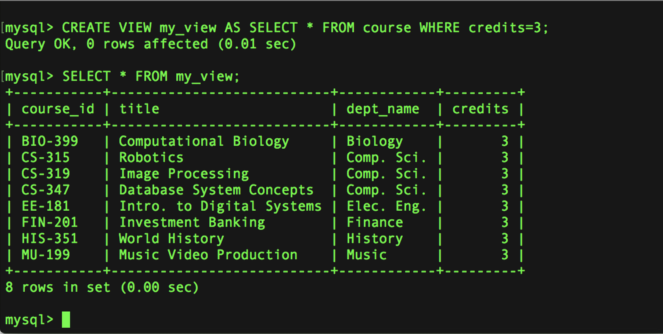 [mysql> CREATE VIEW my_view AS SELECT * FROM course WHERE credits=3;
Query OK, 0 rows affected (0.01 sec)
[mysql> SELECT * FROM my_view;
+-----------+----------------------------+------------+---------+
| course_id | title                      | dept_name  | credits |
+-----------+----------------------------+------------+---------+
| BIO-399   | Computational Biology      | Biology    |       3 |
| CS-315    | Robotics                   | Comp. Sci. |       3 |
| CS-319    | Image Processing           | Comp. Sci. |       3 |
| CS-347    | Database System Concepts   | Comp. Sci. |       3 |
| EE-181    | Intro. to Digital Systems  | Elec. Eng. |       3 |
| FIN-201   | Investment Banking         | Finance    |       3 |
| HIS-351   | World History              | History    |       3 |
| MU-199    | Music Video Production     | Music      |       3 |
+-----------+----------------------------+------------+---------+
8 rows in set (0.00 sec)
mysql>